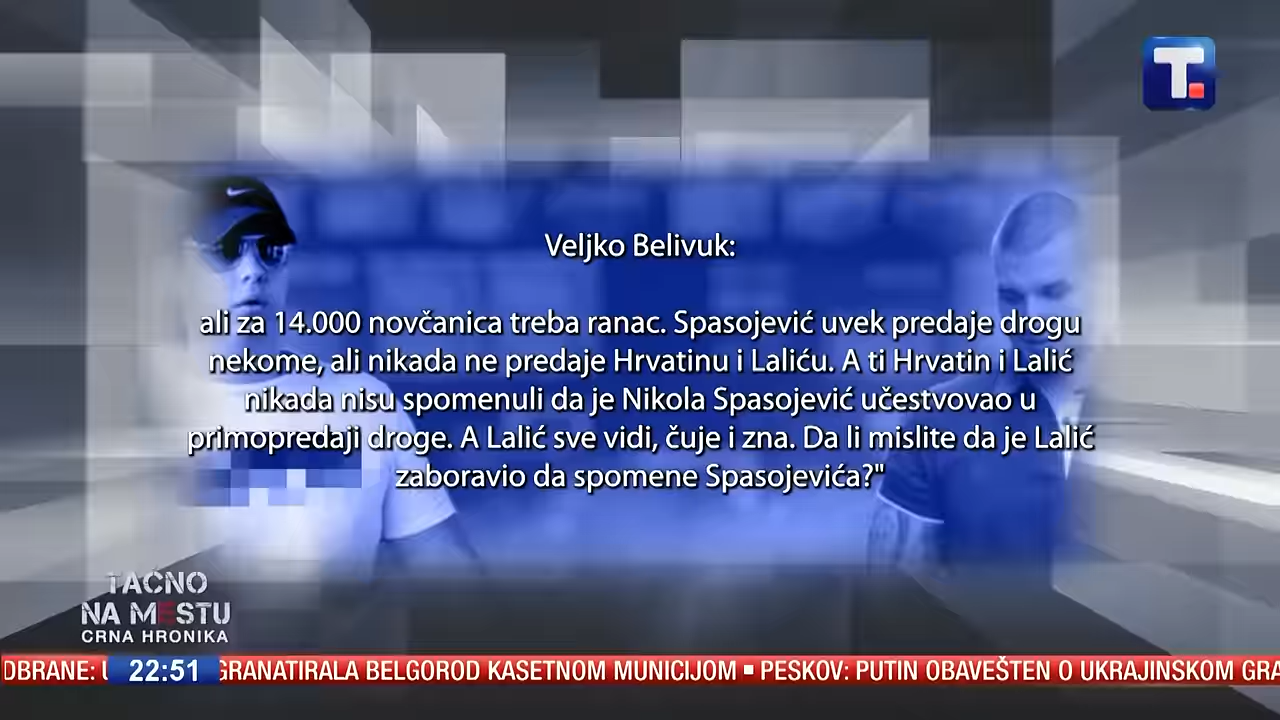 T.
Veljko Belivuk:
ali za 14.000 novčanica treba ranac. Spasojević uvek predaje drogu
nekome, ali nikada ne predaje Hrvatinu i Laliću. A ti Hrvatin i Lalić
nikada nisu spomenuli da je Nikola Spasojević učestvovao u
primopredaji droge. A Lalić sve vidi, čuje i zna. Da li mislite da je Lalić
zaboravio da spomene Spasojevića?"
TAČNO
NA MESTU
CRNA HRONIKA
DBRANE: 22:51 GRANATIRALA BELGOROD KASETNOM MUNICIJOM ▪ PESKOV: PUTIN OBAVEŠTEN O UKRAJINSKOM GRA